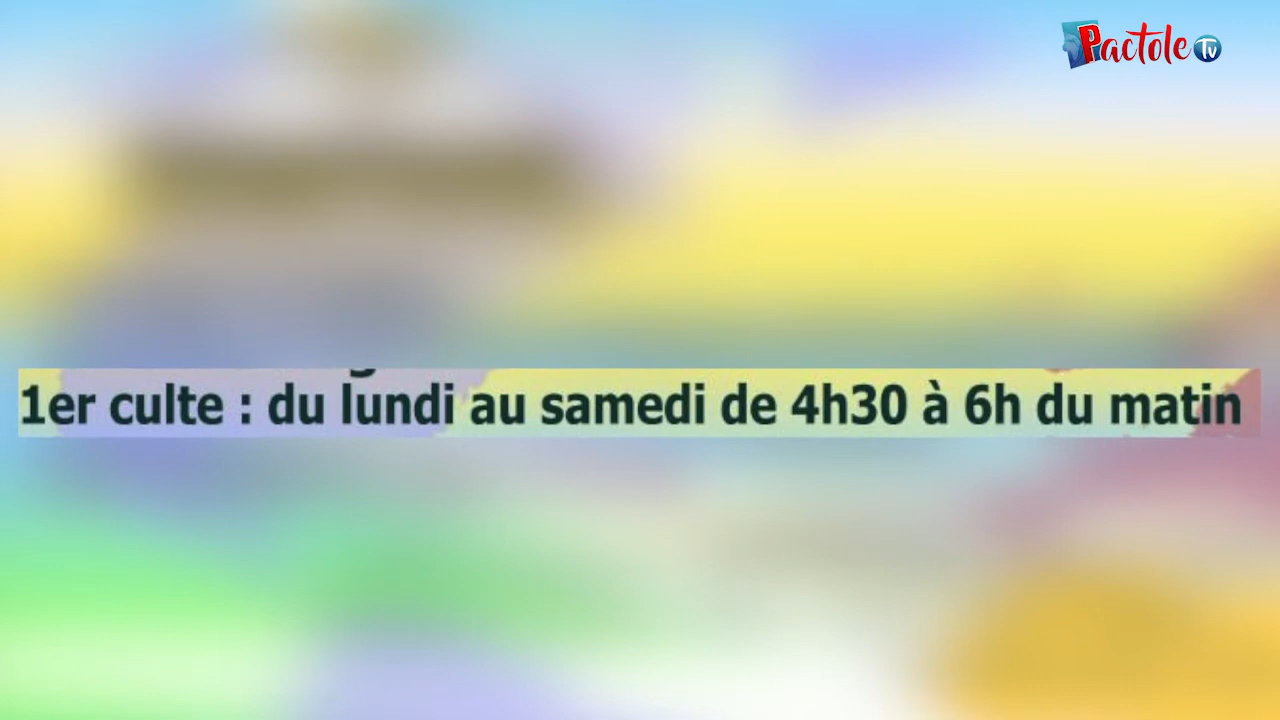 Pactole Tv
1er culte : du lundi au samedi de 4h30 à 6h du matin